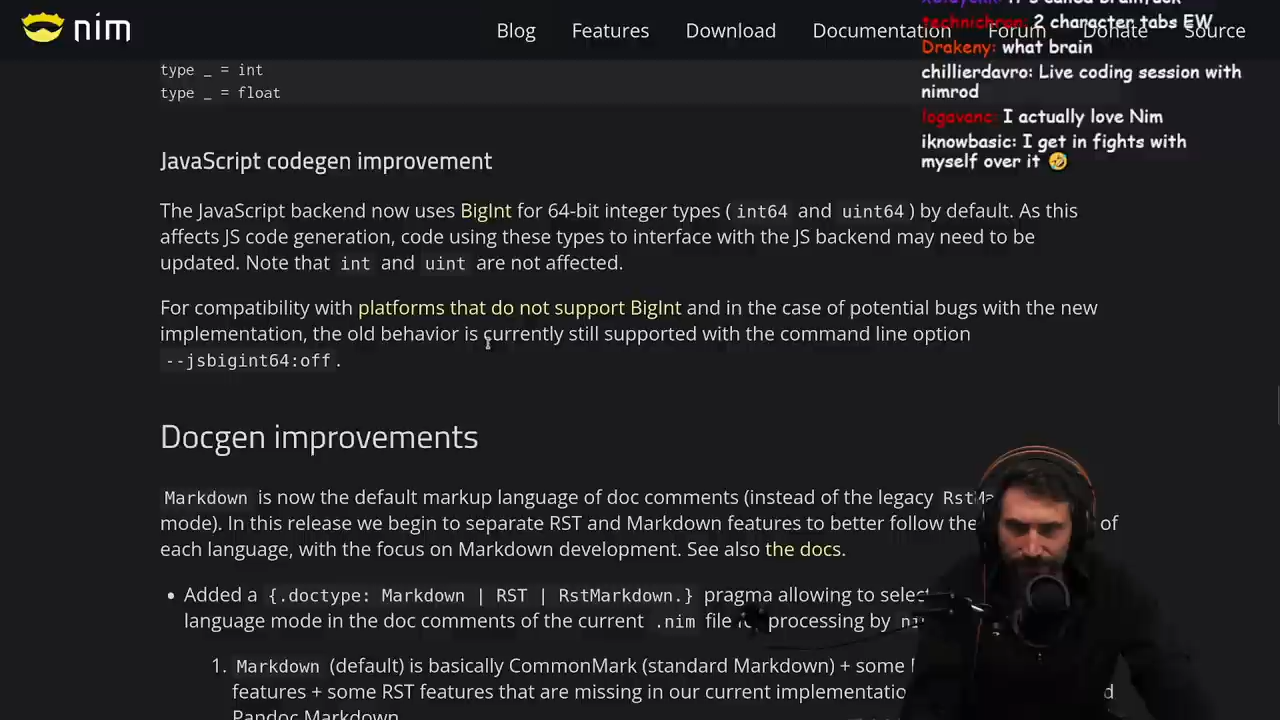 nim
Blog Features Download Documentation Forum Donate Source
technichron: 2 character tabs EW
Drakeny: what brain
chillierdavro: Live coding session with
nimrod
I actually love Nim
iknowbasic: I get in fights with
myself over it 🤣
type _ = int
type _ = float
JavaScript codegen improvement
The JavaScript backend now uses BigInt for 64-bit integer types ( int64 and uint64 ) by default. As this
affects JS code generation, code using these types to interface with the JS backend may need to be
updated. Note that int and uint are not affected.
For compatibility with platforms that do not support BigInt and in the case of potential bugs with the new
implementation, the old behavior is currently still supported with the command line option
--jsbigint64:off .
Docgen improvements
Markdown is now the default markup language of doc comments (instead of the legacy
mode). In this release we begin to separate RST and Markdown features to better follow the of
each language, with the focus on Markdown development. See also the docs.
• Added a {.doctype: Markdown | RST | RstMarkdown.} pragma allowing to select
language mode in the doc comments of the current .nim file processing by
1. Markdown (default) is basically CommonMark (standard Markdown) + some
features + some RST features that are missing in our current
Pandoc Markdown.